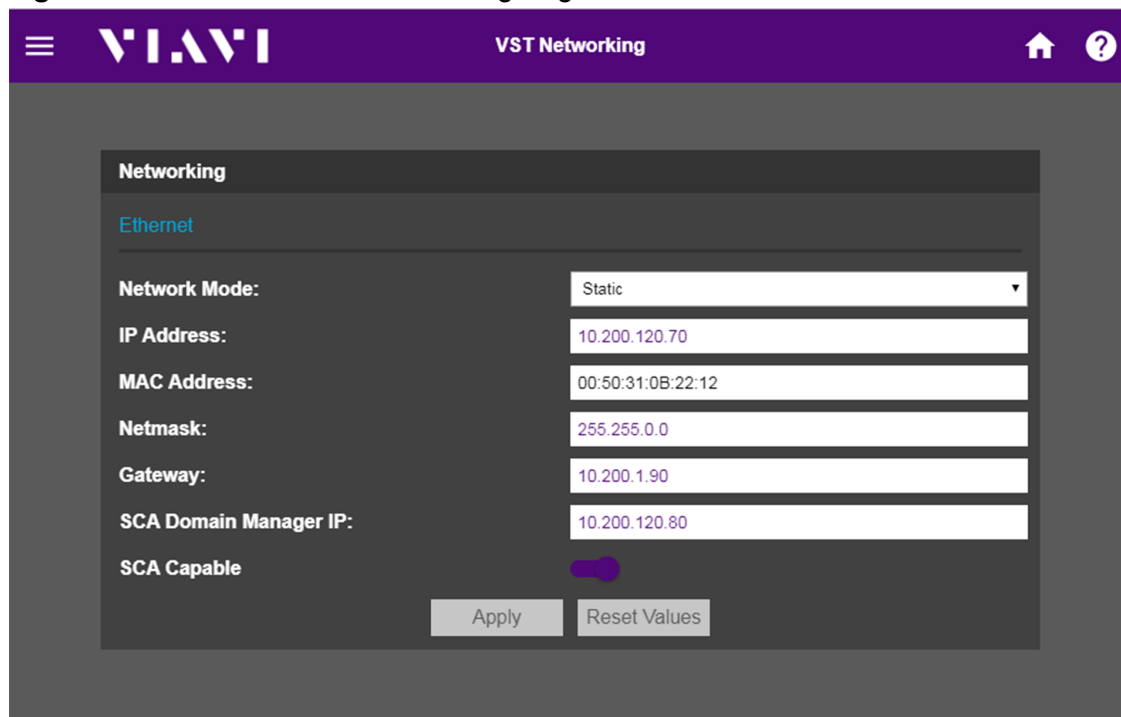 VIAVI
VST Networking
?
Networking
Ethernet
Network Mode: Static
IP Address: 10.200.120.70
MAC Address: 00:50:31:0B:22:12
Netmask: 255.255.0.0
Gateway: 10.200.1.90
SCA Domain Manager IP: 10.200.120.80
SCA Capable
Apply Reset Values